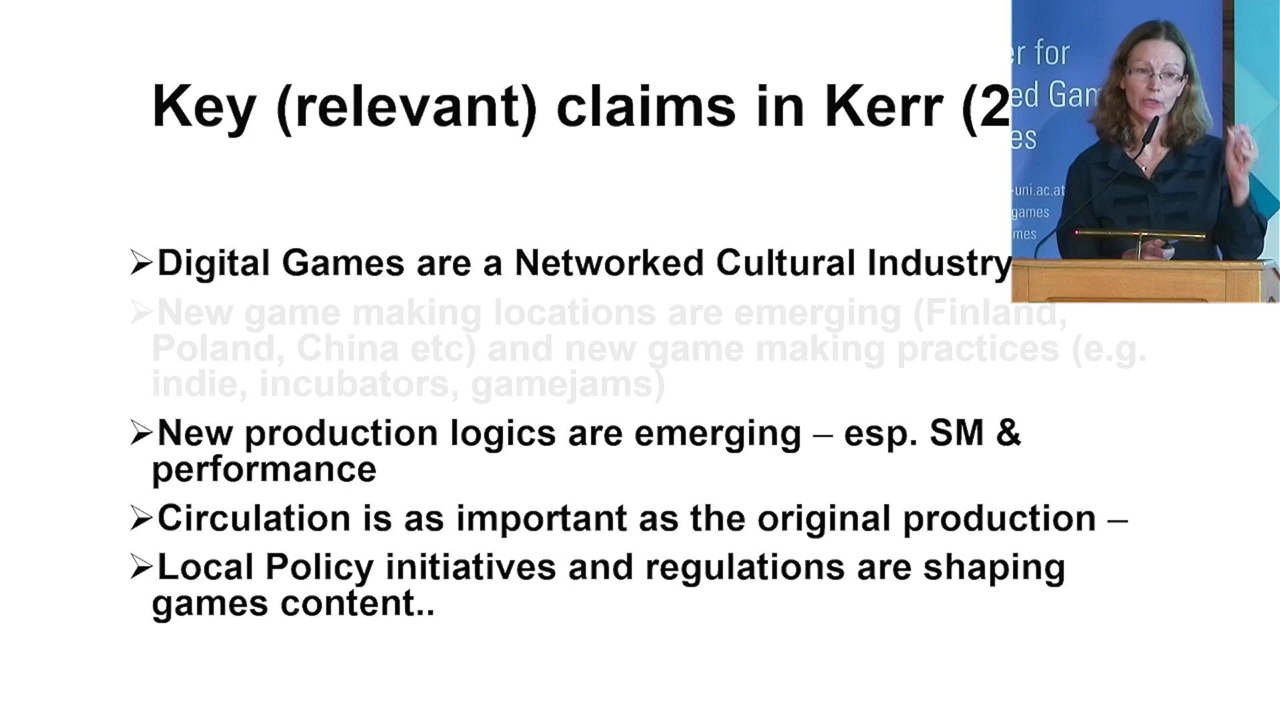 Key (relevant) claims in Kerr (2
➢Digital Games are a Networked Cultural Industry
➢New game making locations are emerging (Finland,
Poland, China etc) and new game making practices (e.g.
indie, incubators, gamejams)
➢New production logics are emerging – esp. SM &
performance
➢Circulation is as important as the original production –
➢Local Policy initiatives and regulations are shaping
games content..
er for
ed Gam
es
-uni.ac.at
games
mes